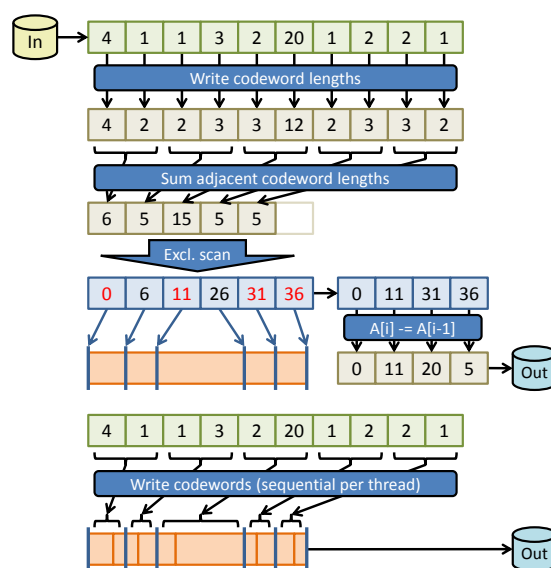 In 4 1 1 3 2 20 1 2 2 1
Write codeword lengths
4 2 2 3 3 12 2 3 3 2
Sum adjacent codeword lengths
6 5 15 5 5
Excl. scan
0 6 11 26 31 36 0 11 31 36
A[i] -= A[i-1]
0 11 20 5 Out
4 1 1 3 2 20 1 2 2 1
Write codewords (sequential per thread)
Out